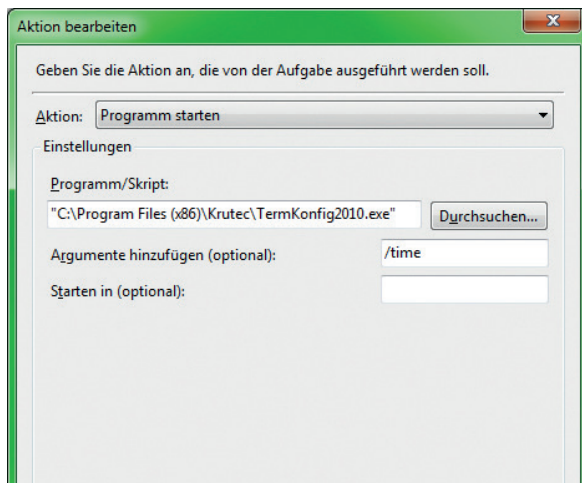 Aktion bearbeiten
Geben Sie die Aktion an, die von der Aufgabe ausgeführt werden soll.
Aktion: Programm starten
Einstellungen
Programm/Skript:
"C:\Program Files (x86)\Krutec\TermKonfig2010.exe" Durchsuchen...
Argumente hinzufügen (optional): /time
Starten in (optional):